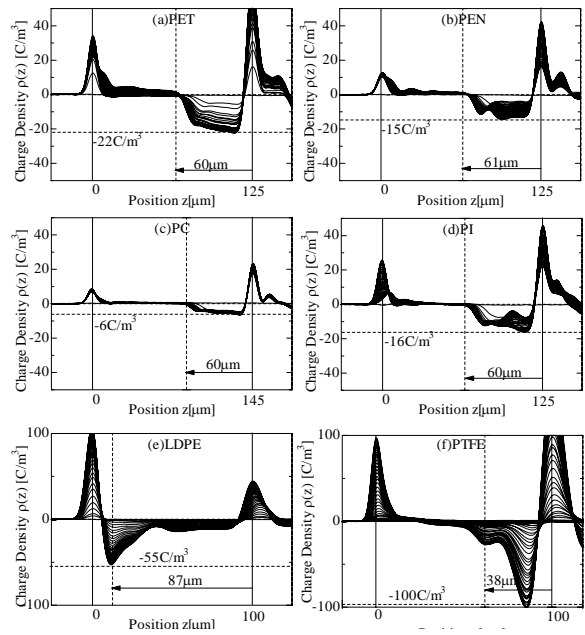 (a)PET
Charge Density ρ(z) [C/m³]
40
20
0
-20
-40
-22C/m³
60μm
0
125
Position z[μm]
(b)PEN
Charge Density ρ(z) [C/m³]
40
20
0
-20
-40
-15C/m³
61μm
0
125
Position z[μm]
(c)PC
Charge Density ρ(z) [C/m³]
40
20
0
-20
-40
-6C/m³
60μm
0
145
Position z[μm]
(d)PI
Charge Density ρ(z) [C/m³]
40
20
0
-20
-40
-16C/m³
60μm
0
125
Position z[μm]
(e)LDPE
Charge Density ρ(z) [C/m³]
100
50
0
50
100
-55C/m³
87μm
0
100
(f)PTFE
Charge Density ρ(z) [C/m³]
100
50
0
-50
-100
-100C/m³
38μm
0
100